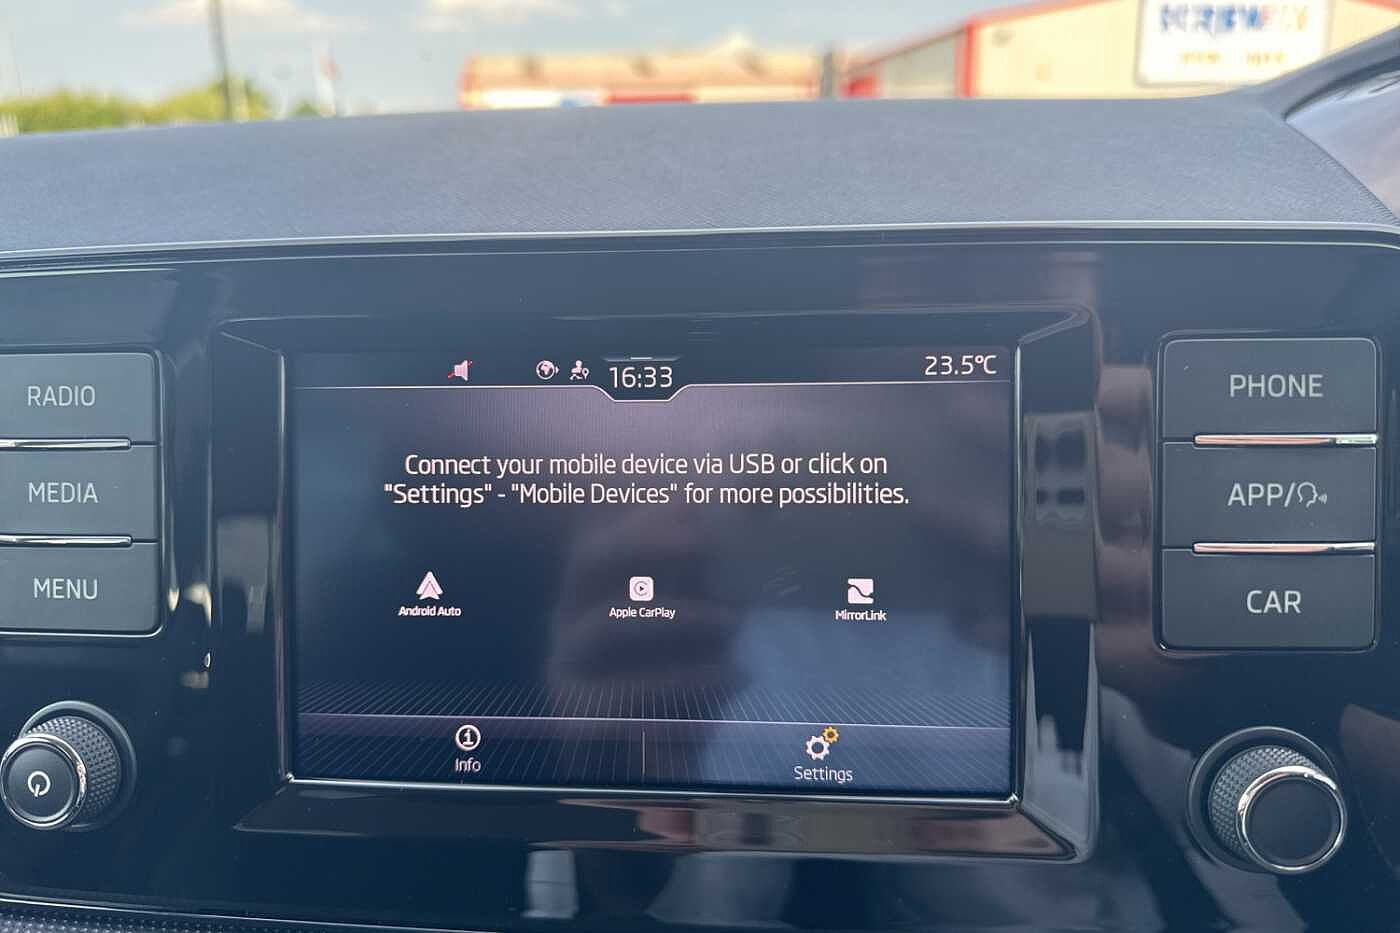 SCREWFIX
RADIO
MEDIA
MENU
16:33
23.5°C
Connect your mobile device via USB or click on
"Settings" - "Mobile Devices" for more possibilities.
Android Auto
Apple CarPlay
MirrorLink
Info
Settings
PHONE
APP/
CAR